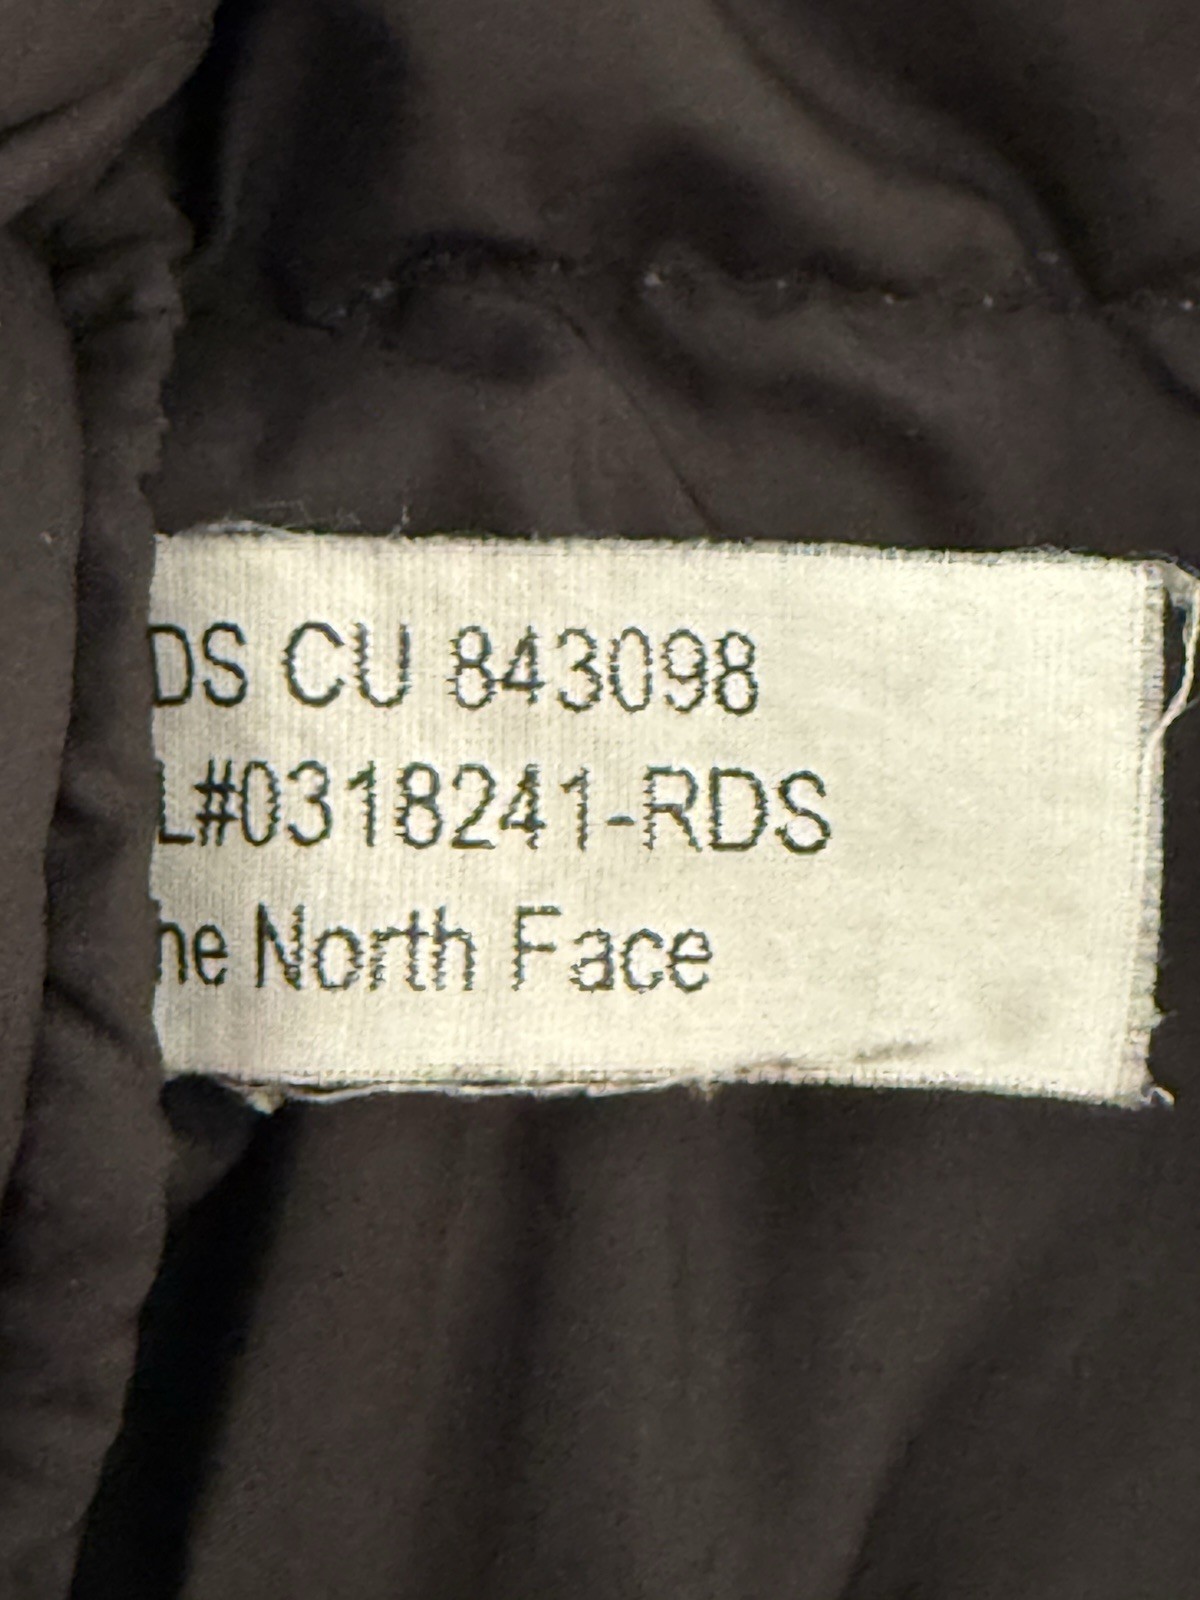 DS CU 843098
L#0318241-RDS
he North Face